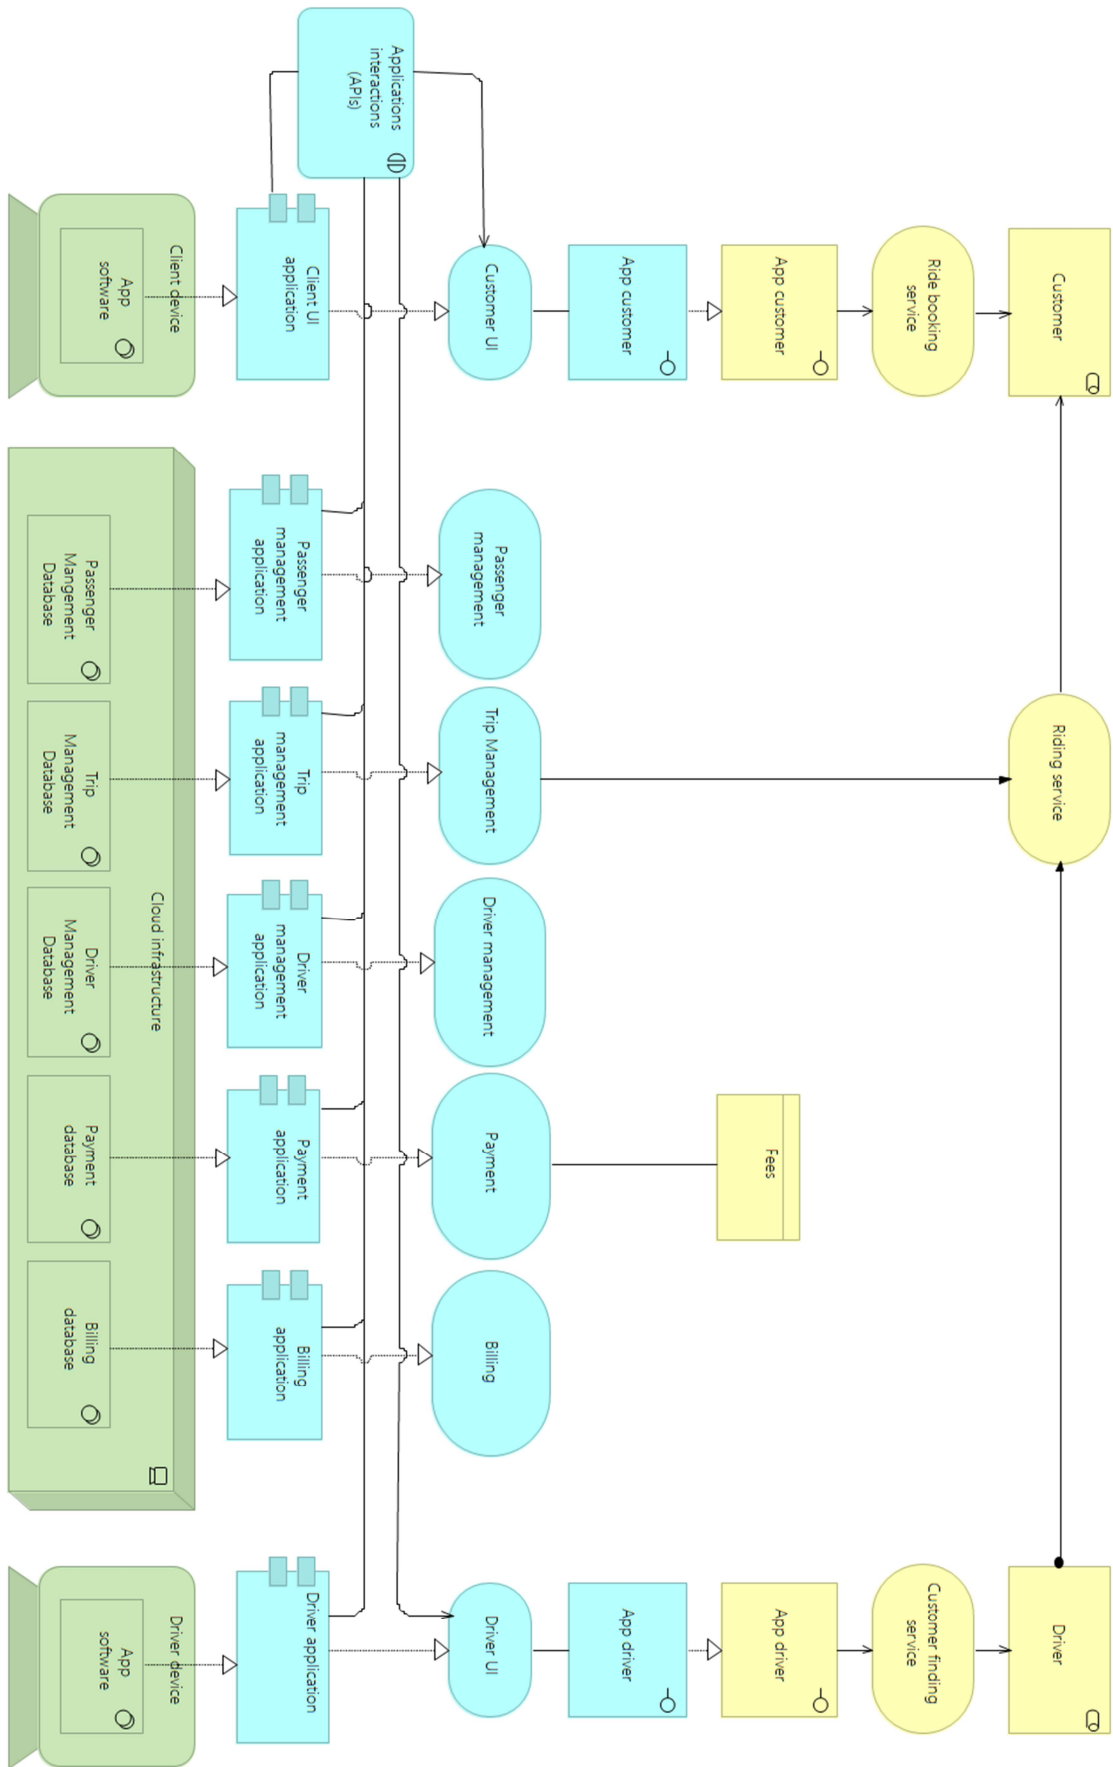 Customer
Riding service
Driver
Ride booking
service
Customer finding
service
App customer
Fees
App driver
App customer
App driver
Customer UI
Passenger
management
Trip Management
Driver management
Payment
Billing
Driver UI
Applications
interactions
(APIs)
Client UI
application
Passenger
management
application
Trip
management
application
Driver
management
application
Payment
application
Billing
application
Driver application
Client device
App
software
Cloud infrastructure
Passenger
Mangement
Database
Trip
Management
Database
Driver
Management
Database
Payment
database
Billing
database
Driver device
App
software